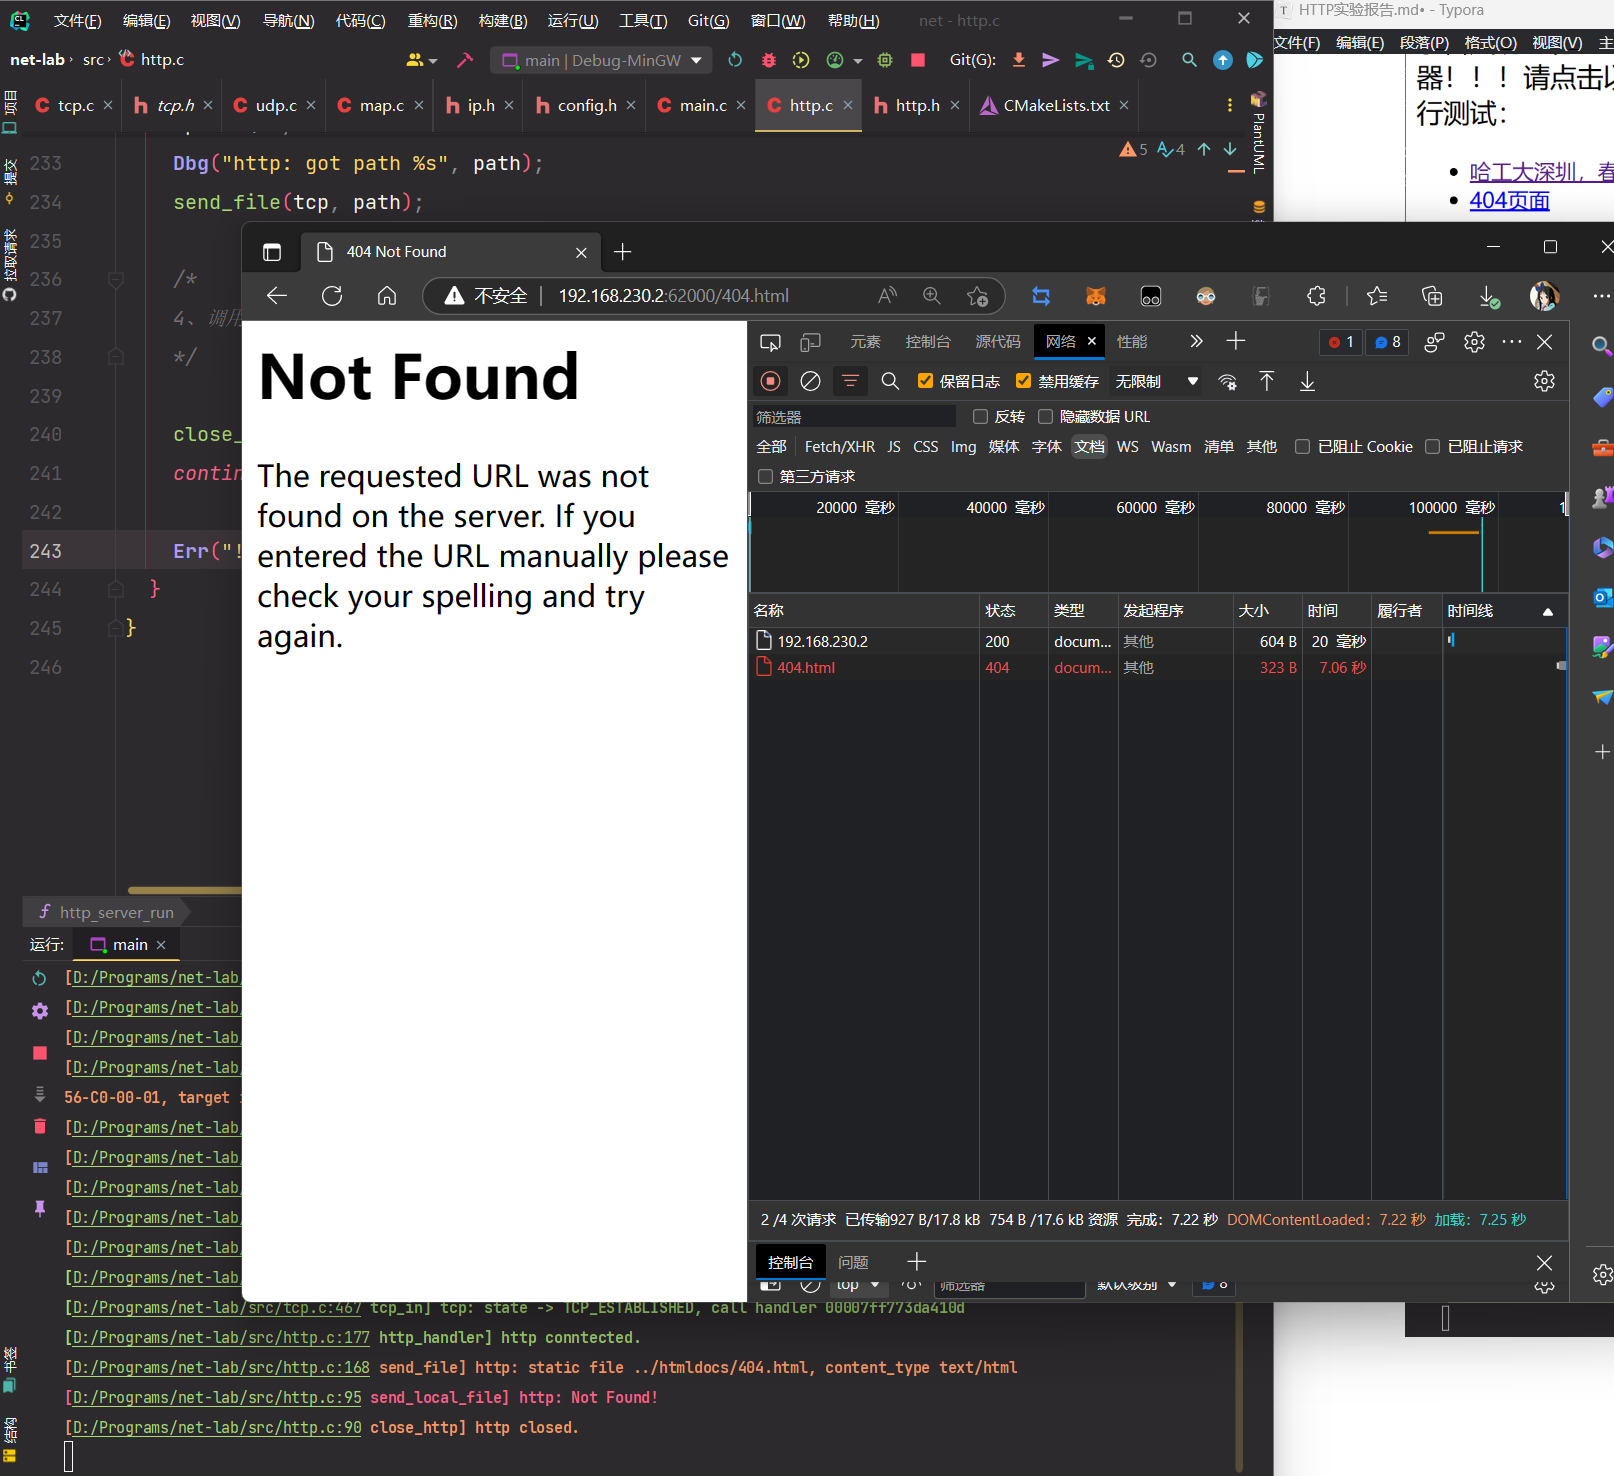 文件(F) 编辑(E) 视图(V) 导航(N) 代码(C) 重构(R) 构建(B) 运行(U) 工具(T) Git(G) 窗口(W) 帮助(H) net - http.c
HTTP实验报告.md• - Typora
文件(F) 编辑(E) 段落(P) 格式(O) 视图(V) 主
net-lab › src › http.c
main | Debug-MinGW
Git(G):
tcp.c tcp.h udp.c map.c ip.h config.h main.c http.c http.h CMakeLists.txt
器！！！请点击以
行测试：
哈工大深圳，春
404页面
项目
提交
拉取请求
PlantUML
5 4
233 Dbg("http: got path %s", path);
234 send_file(tcp, path);
235
236 /*
237 4、调用
238 */
239
240 close_
241 contin
242
243 Err("!
244 }
245 }
246
404 Not Found
不安全 192.168.230.2:62000/404.html
Not Found
The requested URL was not
found on the server. If you
entered the URL manually please
check your spelling and try
again.
元素 控制台 源代码 网络 性能 1 8
保留日志 禁用缓存 无限制
筛选器 反转 隐藏数据 URL
全部 Fetch/XHR JS CSS Img 媒体 字体 文档 WS Wasm 清单 其他 已阻止 Cookie 已阻止请求
第三方请求
20000 毫秒 40000 毫秒 60000 毫秒 80000 毫秒 100000 毫秒 1
名称 状态 类型 发起程序 大小 时间 履行者 时间线
192.168.230.2 200 docum... 其他 604 B 20 毫秒
404.html 404 docum... 其他 323 B 7.06 秒
2 /4 次请求 已传输927 B/17.8 kB 754 B /17.6 kB 资源 完成：7.22 秒 DOMContentLoaded：7.22 秒 加载：7.25 秒
控制台 问题
top 筛选器 默认级别 8
http_server_run
运行: main
[D:/Programs/net-lab/
[D:/Programs/net-lab/
[D:/Programs/net-lab/
[D:/Programs/net-lab/
56-C0-00-01, target
[D:/Programs/net-lab/
[D:/Programs/net-lab/
[D:/Programs/net-lab/
[D:/Programs/net-lab/
[D:/Programs/net-lab/
[D:/Programs/net-lab/
[D:/Programs/net-lab/src/tcp.c:467 tcp_in] tcp: state -> TCP_ESTABLISHED, call handler 00007ff773da410d
[D:/Programs/net-lab/src/http.c:177 http_handler] http conntected.
[D:/Programs/net-lab/src/http.c:168 send_file] http: static file ../htmldocs/404.html, content_type text/html
[D:/Programs/net-lab/src/http.c:95 send_local_file] http: Not Found!
[D:/Programs/net-lab/src/http.c:90 close_http] http closed.
书签
结构